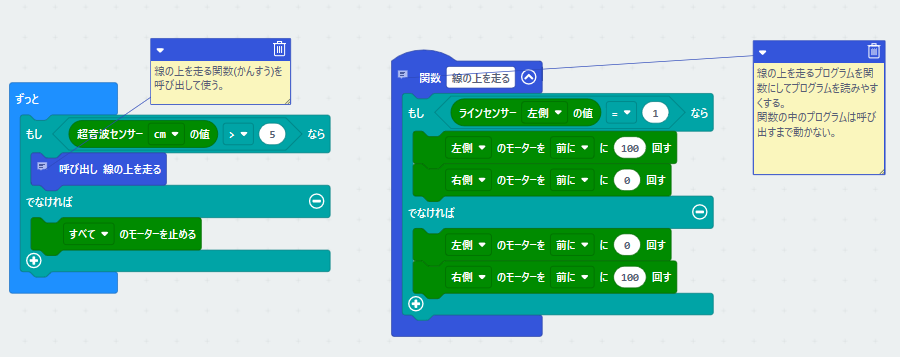 線の上を走る関数(かんすう)を
呼び出して使う。
ずっと
もし 超音波センサー cm の値 > 5 なら
呼び出し 線の上を走る
でなければ
すべて のモーターを止める
関数 線の上を走る
もし ラインセンサー 左側 の値 = 1 なら
左側 のモーターを 前に に 100 回す
右側 のモーターを 前に に 0 回す
でなければ
左側 のモーターを 前に に 0 回す
右側 のモーターを 前に に 100 回す
線の上を走るプログラムを関
数にしてプログラムを読みやす
くする。
関数の中のプログラムは呼び
出すまで動かない。